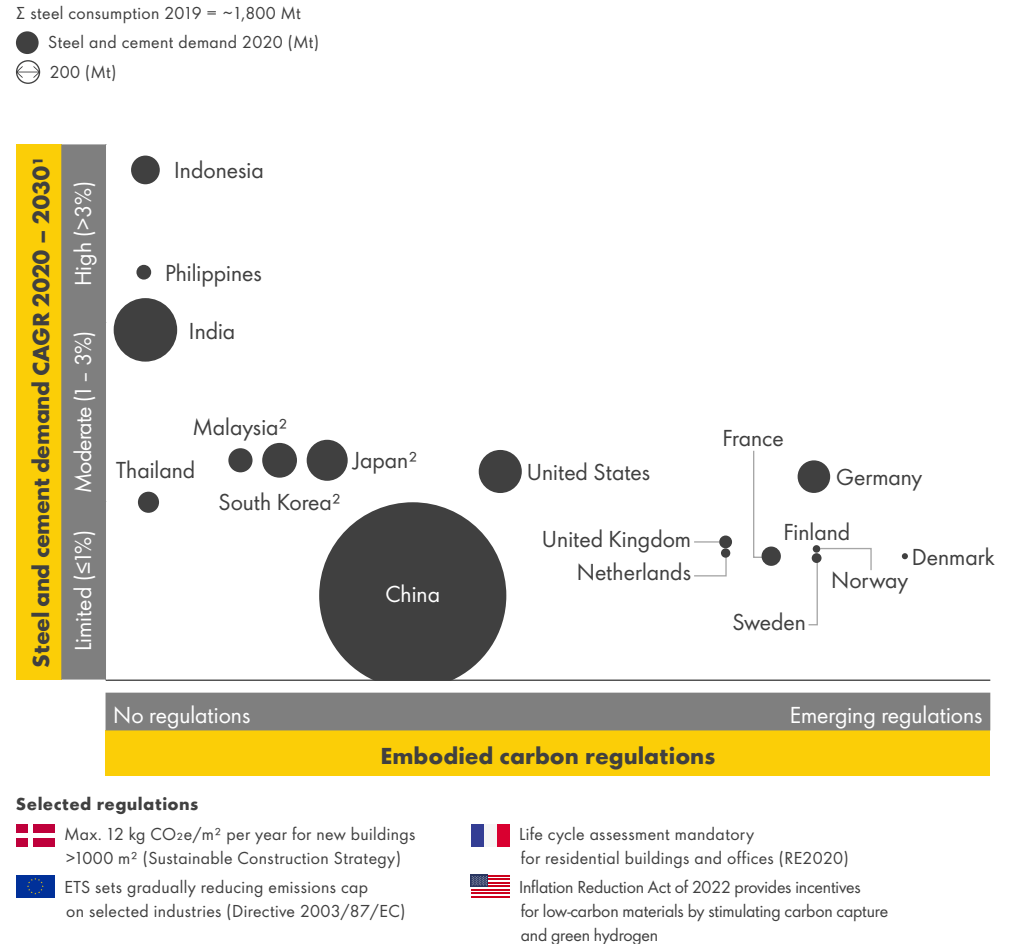 Σ steel consumption 2019 = ~1,800 Mt
Steel and cement demand 2020 (Mt)
200 (Mt)
Steel and cement demand CAGR 2020 – 2030¹
High (>3%)
Moderate (1 – 3%)
Limited (≤1%)
Indonesia
Philippines
India
Malaysia²
Thailand
Japan²
South Korea²
China
United States
France
Germany
United Kingdom
Netherlands
Finland
Denmark
Norway
Sweden
No regulations
Emerging regulations
Embodied carbon regulations
Selected regulations
Max. 12 kg CO2e/m² per year for new buildings
>1000 m² (Sustainable Construction Strategy)
ETS sets gradually reducing emissions cap
on selected industries (Directive 2003/87/EC)
Life cycle assessment mandatory
for residential buildings and offices (RE2020)
Inflation Reduction Act of 2022 provides incentives
for low-carbon materials by stimulating carbon capture
and green hydrogen